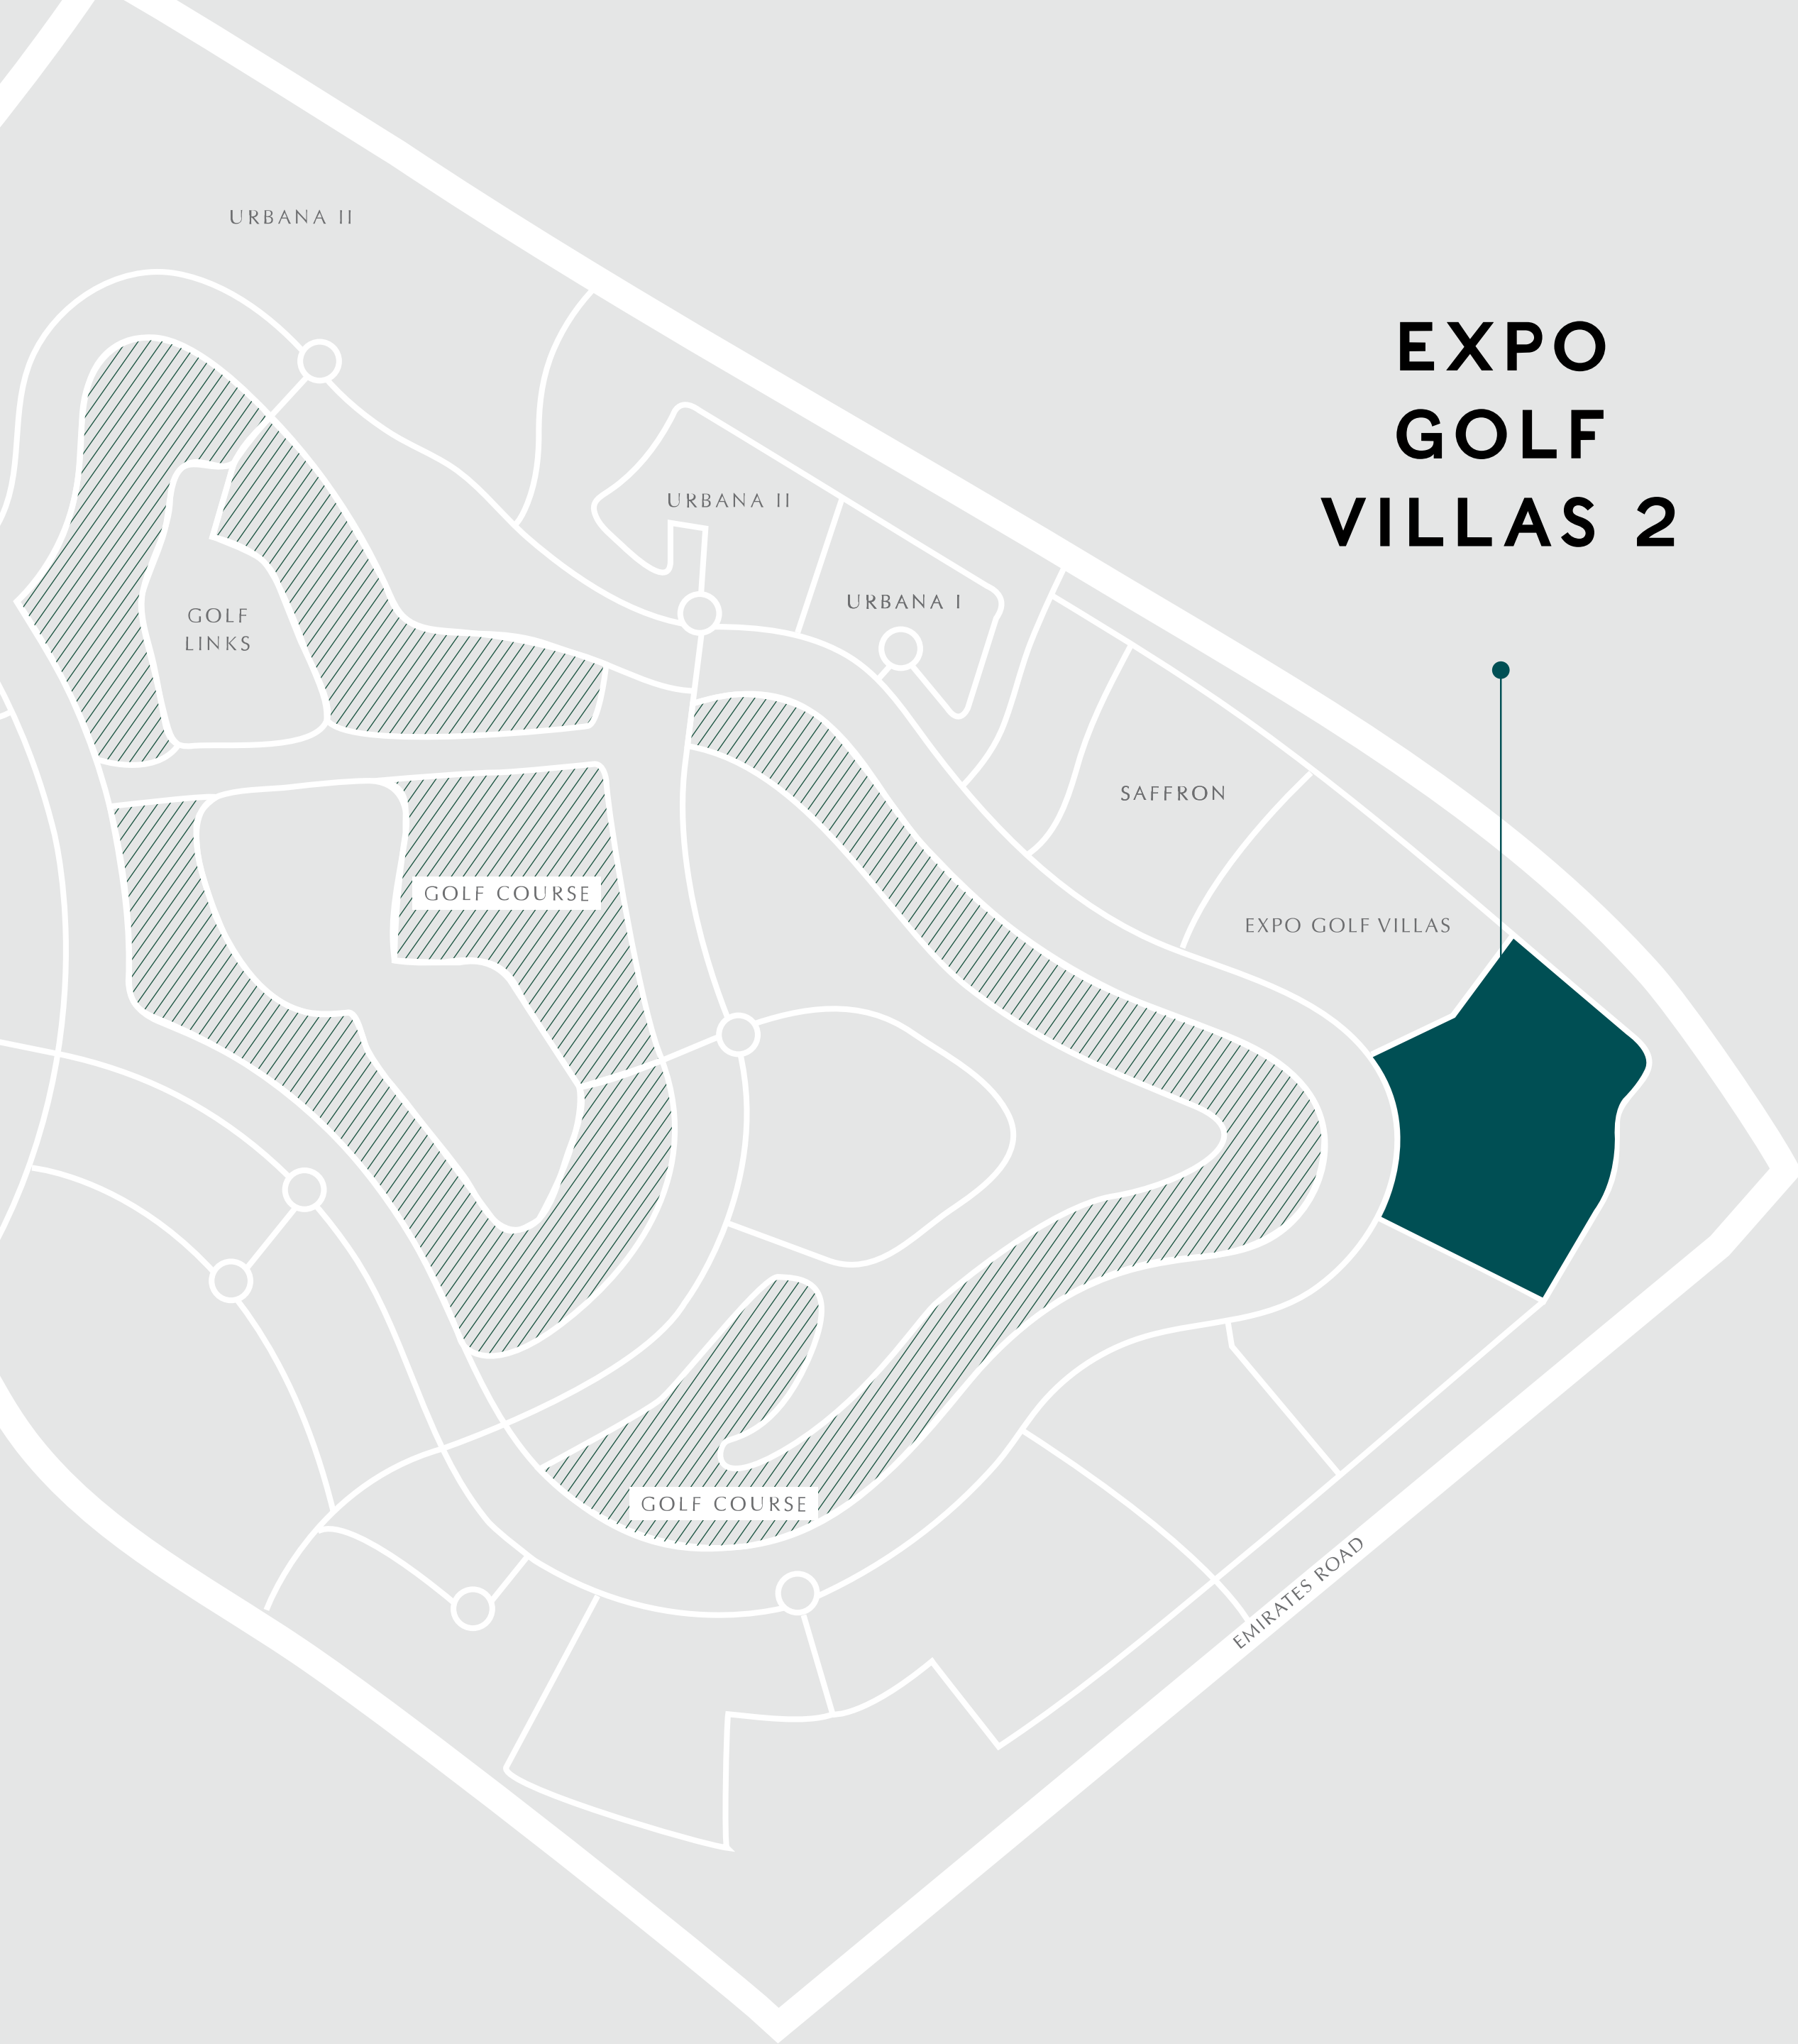 URBANA II
EXPO
GOLF
VILLAS 2
URBANA II
URBANA I
GOLF
LINKS
SAFFRON
GOLF COURSE
EXPO GOLF VILLAS
GOLF COURSE
EMIRATES ROAD